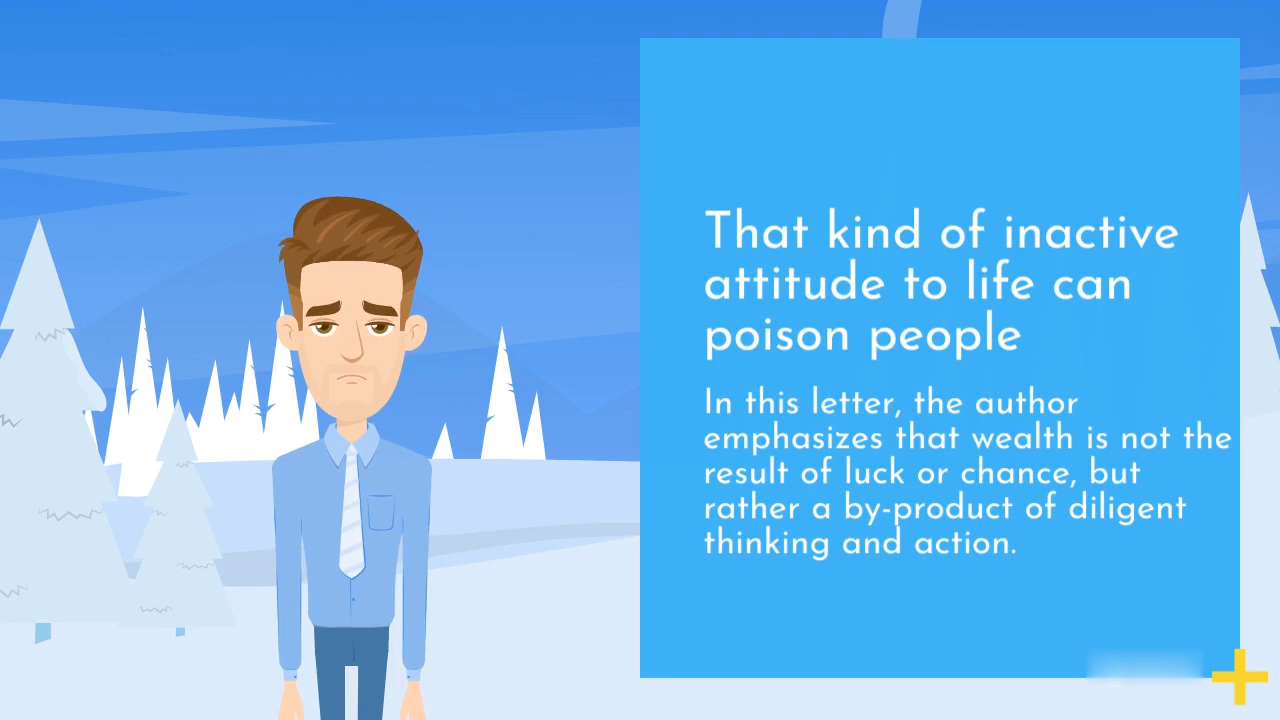 That kind of inactive
attitude to life can
poison people
In this letter, the author
emphasizes that wealth is not the
result of luck or chance, but
rather a by-product of diligent
thinking and action.